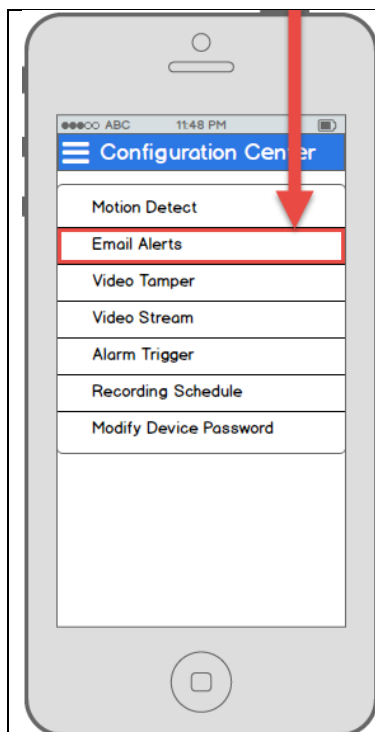 ABC 11:48 PM
Configuration Center
Motion Detect
Email Alerts
Video Tamper
Video Stream
Alarm Trigger
Recording Schedule
Modify Device Password